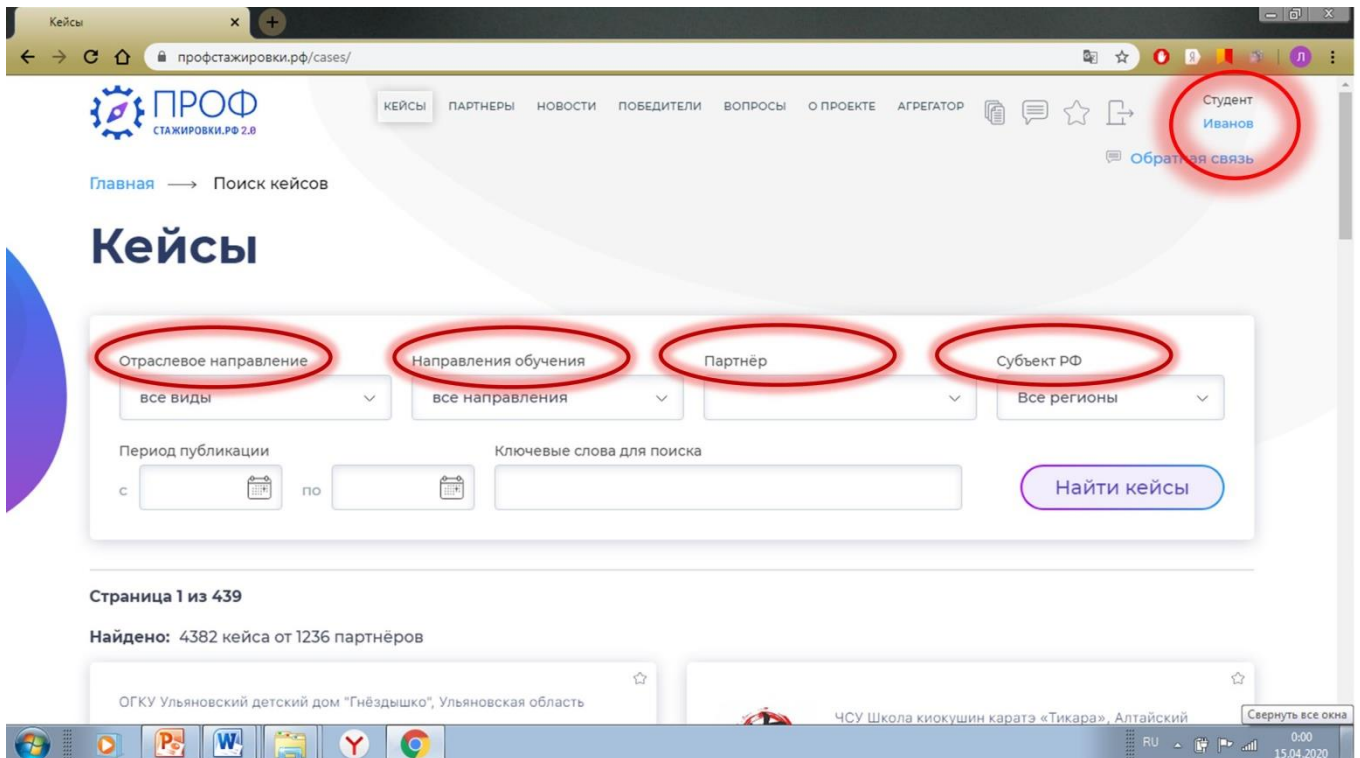 Кейсы
профстажировки.рф/cases/
Л
ПРОФ
СТАЖИРОВКИ.РФ 2.0
КЕЙСЫ ПАРТНЕРЫ НОВОСТИ ПОБЕДИТЕЛИ ВОПРОСЫ О ПРОЕКТЕ АГРЕГАТОР
Студент
Иванов
Обратная связь
Главная → Поиск кейсов
Кейсы
Отраслевое направление Направления обучения Партнёр Субъект РФ
все виды все направления Все регионы
Период публикации Ключевые слова для поиска
с по Найти кейсы
Страница 1 из 439
Найдено: 4382 кейса от 1236 партнёров
ОГКУ Ульяновский детский дом "Гнёздышко", Ульяновская область
ЧСУ Школа киокушин каратэ «Тикара», Алтайский
Свернуть все окна
RU 0:00
15.04.2020